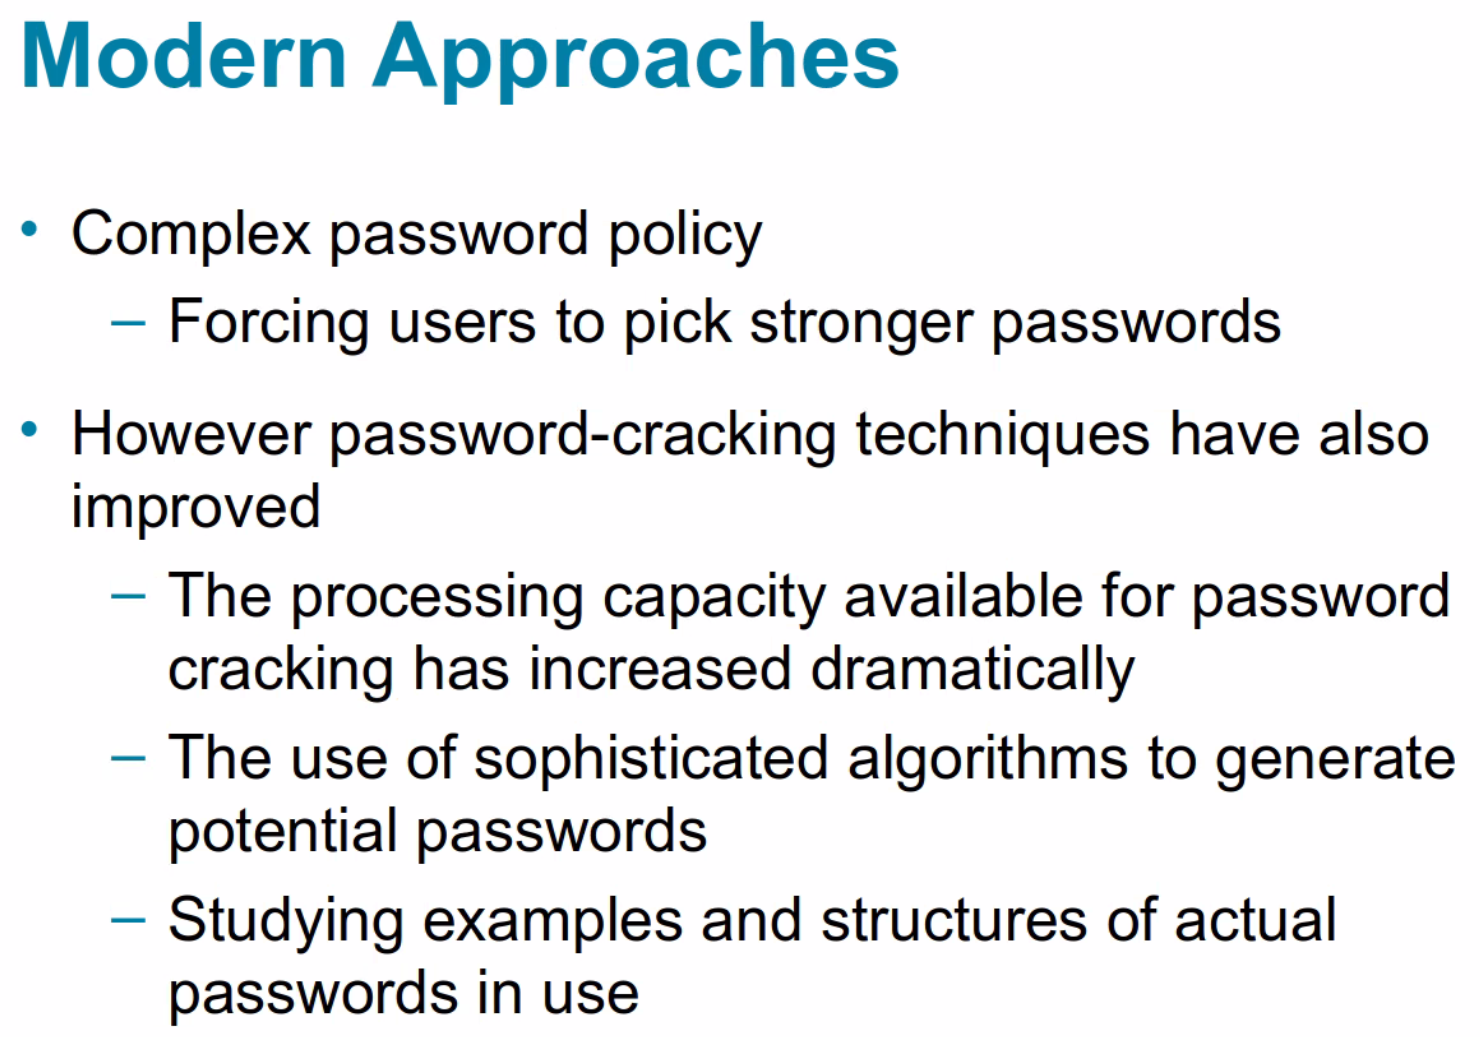 Modern Approaches
• Complex password policy
– Forcing users to pick stronger passwords
• However password-cracking techniques have also
improved
– The processing capacity available for password
cracking has increased dramatically
– The use of sophisticated algorithms to generate
potential passwords
– Studying examples and structures of actual
passwords in use